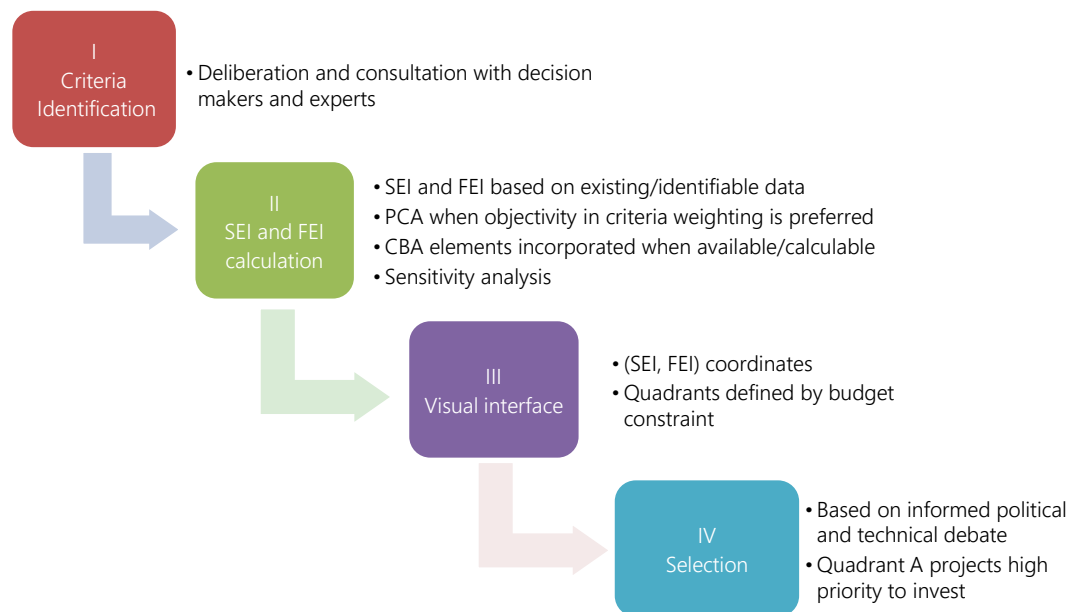 I
Criteria
Identification
• Deliberation and consultation with decision
makers and experts
II
SEI and FEI
calculation
• SEI and FEI based on existing/identifiable data
• PCA when objectivity in criteria weighting is preferred
• CBA elements incorporated when available/calculable
• Sensitivity analysis
III
Visual interface
• (SEI, FEI) coordinates
• Quadrants defined by budget
constraint
IV
Selection
• Based on informed political
and technical debate
• Quadrant A projects high
priority to invest